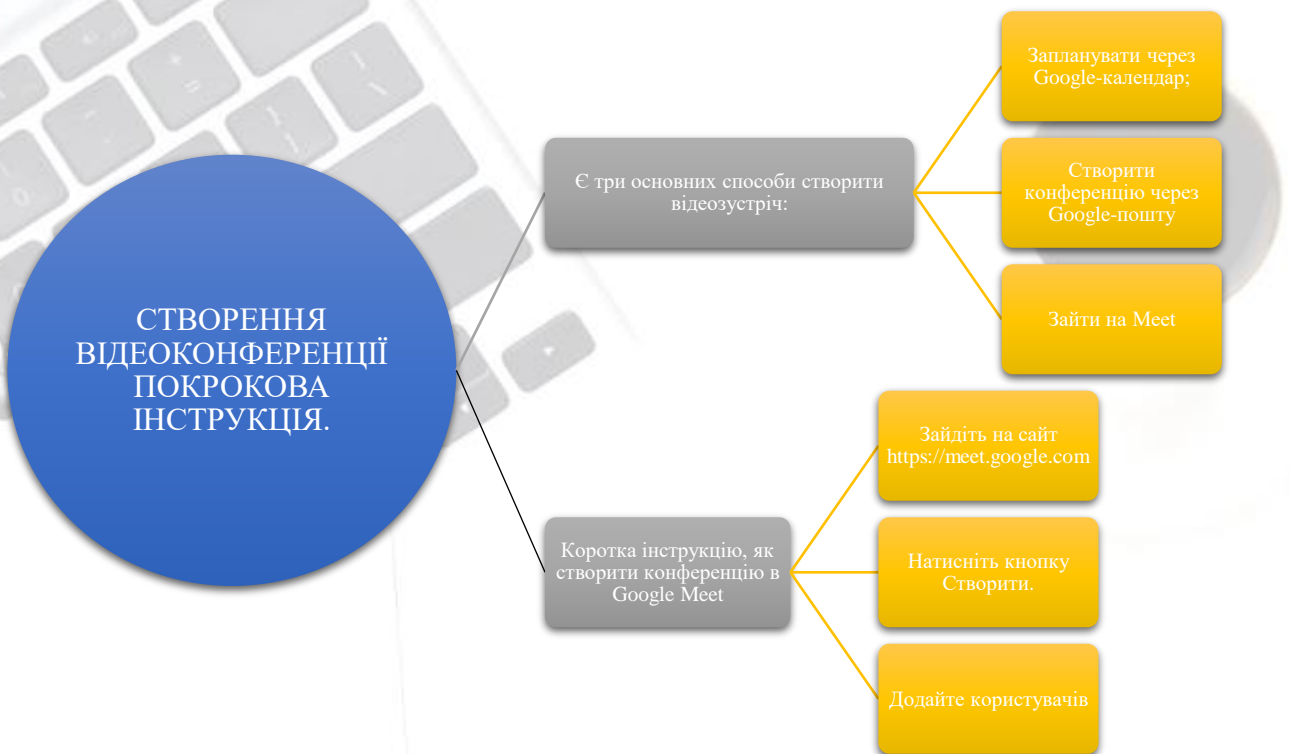 СТВОРЕННЯ
ВІДЕОКОНФЕРЕНЦІЇ
ПОКРОКОВА
ІНСТРУКЦІЯ.
Є три основних способи створити
відеозустріч:
Запланувати через
Google-календар;
Створити
конференцію через
Google-пошту
Зайти на Meet
Коротка інструкцію, як
створити конференцію в
Google Meet
Зайдіть на сайт
https://meet.google.com
Натисніть кнопку
Створити.
Додайте користувачів